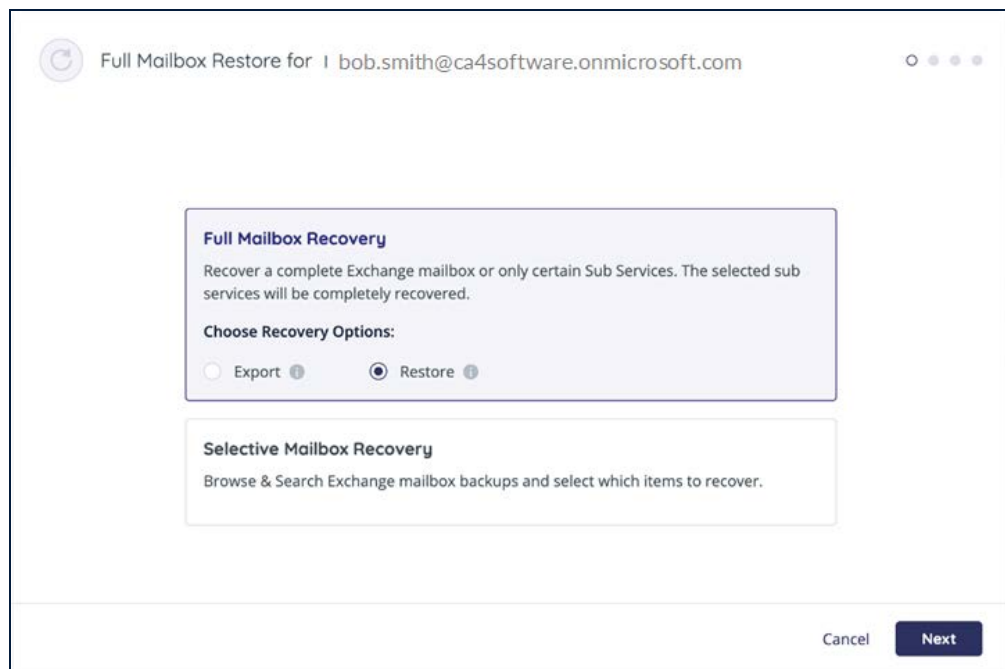 Full Mailbox Restore for | bob.smith@ca4software.onmicrosoft.com
Full Mailbox Recovery
Recover a complete Exchange mailbox or only certain Sub Services. The selected sub
services will be completely recovered.
Choose Recovery Options:
Export i Restore i
Selective Mailbox Recovery
Browse & Search Exchange mailbox backups and select which items to recover.
Cancel Next